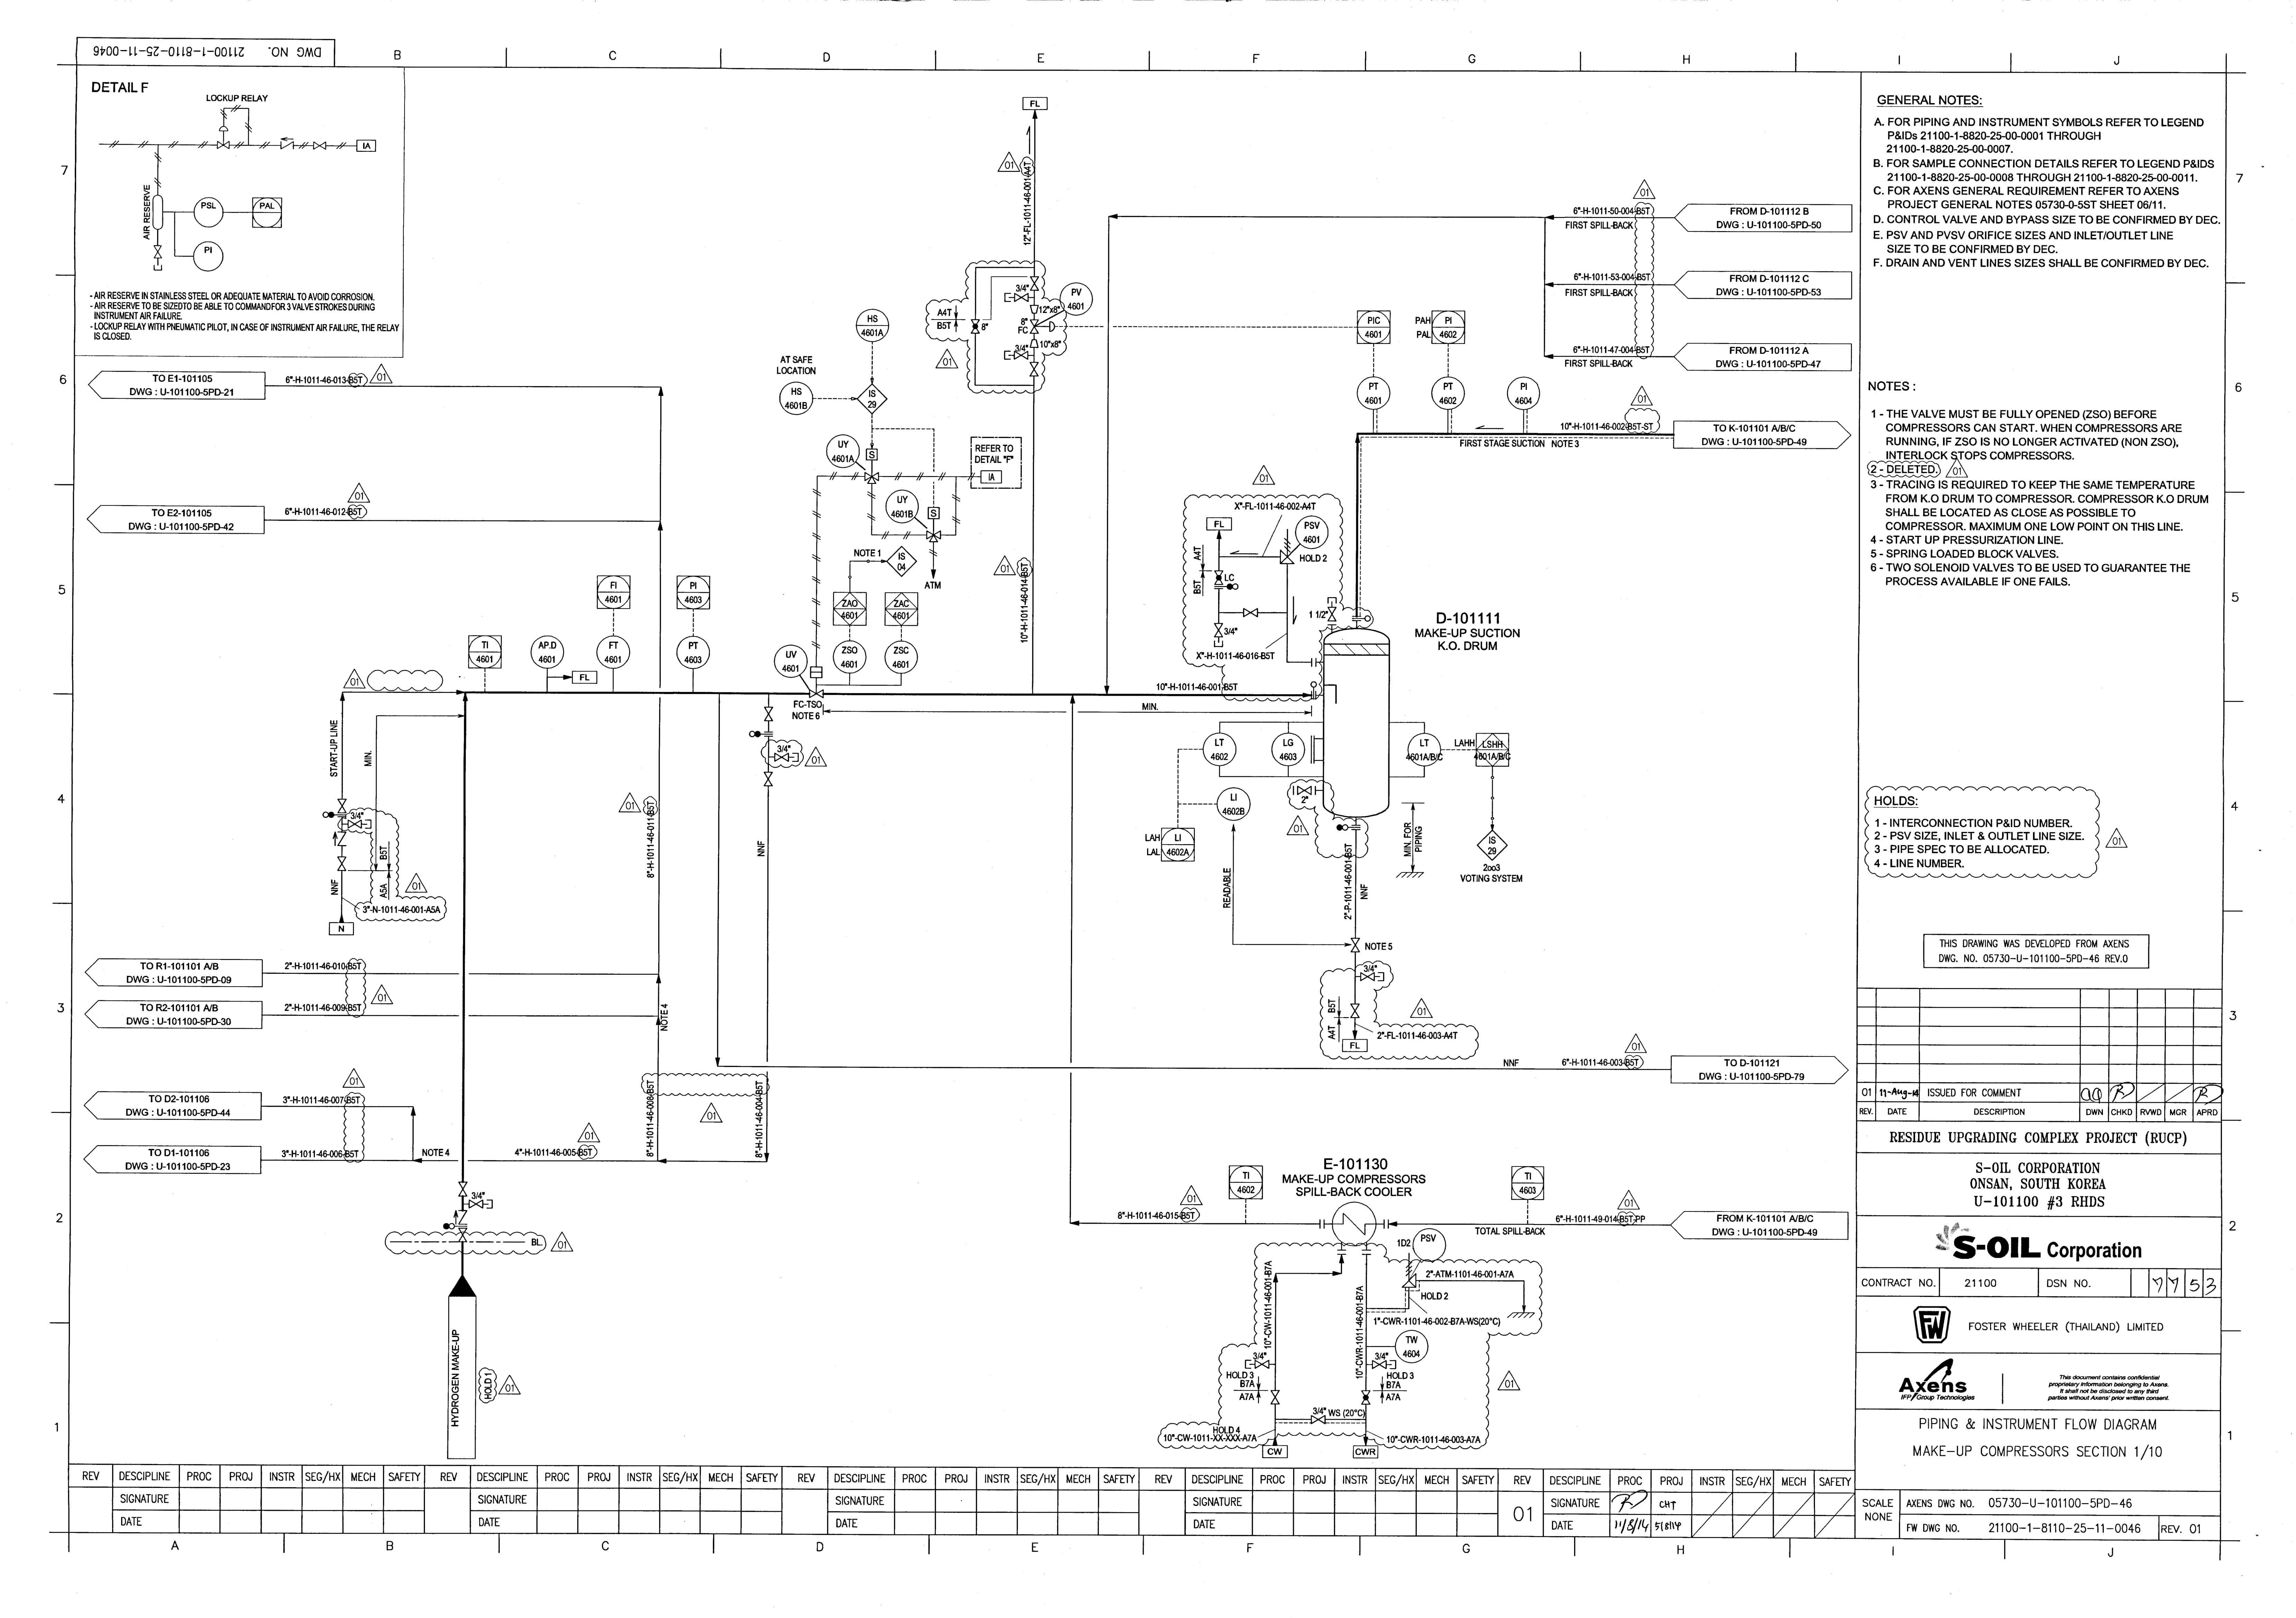 DWG NO. 21100-1-8110-25-11-0046
B
C
D
E
F
G
H
I
J
7
6
5
4
3
2
1
DETAIL F
LOCKUP RELAY
IA
AIR RESERVE
PSL
PAL
PI
- AIR RESERVE IN STAINLESS STEEL OR ADEQUATE MATERIAL TO AVOID CORROSION.
- AIR RESERVE TO BE SIZEDTO BE ABLE TO COMMANDFOR 3 VALVE STROKES DURING
INSTRUMENT AIR FAILURE.
- LOCKUP RELAY WITH PNEUMATIC PILOT, IN CASE OF INSTRUMENT AIR FAILURE, THE RELAY
IS CLOSED.
TO E1-101105
DWG : U-101100-5PD-21
6"-H-1011-46-013-B5T
01
TO E2-101105
DWG : U-101100-5PD-42
6"-H-1011-46-012-B5T
01
TI
4601
AP.D
4601
FL
FI
4601
FT
4601
PI
4603
PT
4603
01
START-UP LINE
MIN.
3/4"
B5T
A5A
01
NNF
3"-N-1011-46-001-A5A
N
01
8"-H-1011-46-011-B5T
TO R1-101101 A/B
DWG : U-101100-5PD-09
2"-H-1011-46-010-B5T
01
TO R2-101101 A/B
DWG : U-101100-5PD-30
2"-H-1011-46-009-B5T
NOTE 4
TO D2-101106
DWG : U-101100-5PD-44
3"-H-1011-46-007-B5T
01
TO D1-101106
DWG : U-101100-5PD-23
3"-H-1011-46-006-B5T
NOTE 4
4"-H-1011-46-005-B5T
01
8"-H-1011-46-008-B5T
01
8"-H-1011-46-004-B5T
3/4"
BL.
01
HYDROGEN MAKE-UP
HOLD 1
01
HS
4601A
AT SAFE
LOCATION
HS
4601B
IS
29
UY
4601A
S
UY
4601B
S
REFER TO
DETAIL "F"
IA
ATM
NOTE 1
IS
04
ZAO
4601
ZAC
4601
ZSO
4601
ZSC
4601
UV
4601
FC-TSO
NOTE 6
3/4"
01
NNF
MIN.
FL
01
12"-FL-1011-46-001-A4T
3/4"
PV
4601
12"x8"
8"
FC
10"x8"
3/4"
A4T
B5T
8"
01
01
10"-H-1011-46-014-B5T
10"-H-1011-46-001-B5T
PIC
4601
PAH
PAL
PI
4602
PT
4601
PT
4602
PI
4604
01
6"-H-1011-50-004-B5T
FIRST SPILL-BACK
FROM D-101112 B
DWG : U-101100-5PD-50
6"-H-1011-53-004-B5T
FIRST SPILL-BACK
FROM D-101112 C
DWG : U-101100-5PD-53
6"-H-1011-47-004-B5T
FIRST SPILL-BACK
FROM D-101112 A
DWG : U-101100-5PD-47
01
10"-H-1011-46-002-B5T-ST
FIRST STAGE SUCTION NOTE 3
TO K-101101 A/B/C
DWG : U-101100-5PD-49
01
X"-FL-1011-46-002-A4T
FL
PSV
4601
HOLD 2
A4T
B5T
LC
3/4"
1 1/2"
X"-H-1011-46-016-B5T
D-101111
MAKE-UP SUCTION
K.O. DRUM
LT
4602
LG
4603
LT
4601A/B/C
LAHH
LSHH
4601A/B/C
2"
01
LI
4602B
LAH
LAL
LI
4602A
READABLE
MIN. FOR
PIPING
IS
29
2oo3
VOTING SYSTEM
2"-P-1011-46-001-B5T
NNF
NOTE 5
3/4"
B5T
A4T
01
2"-FL-1011-46-003-A4T
FL
NNF
6"-H-1011-46-003-B5T
01
TO D-101121
DWG : U-101100-5PD-79
E-101130
MAKE-UP COMPRESSORS
SPILL-BACK COOLER
TI
4602
01
8"-H-1011-46-015-B5T
TI
4603
01
6"-H-1011-49-014-B5T-PP
TOTAL SPILL-BACK
FROM K-101101 A/B/C
DWG : U-101100-5PD-49
1D2
PSV
2"-ATM-1101-46-001-A7A
HOLD 2
1"-CWR-1101-46-002-B7A-WS(20°C)
10"-CW-1011-46-001-B7A
10"-CWR-1011-46-001-B7A
TW
4604
3/4"
HOLD 3
B7A
A7A
3/4"
HOLD 3
B7A
A7A
01
3/4" WS (20°C)
HOLD 4
10"-CW-1011-XX-XXX-A7A
10"-CWR-1011-46-003-A7A
CW
CWR
GENERAL NOTES:
A. FOR PIPING AND INSTRUMENT SYMBOLS REFER TO LEGEND
P&IDs 21100-1-8820-25-00-0001 THROUGH
21100-1-8820-25-00-0007.
B. FOR SAMPLE CONNECTION DETAILS REFER TO LEGEND P&IDS
21100-1-8820-25-00-0008 THROUGH 21100-1-8820-25-00-0011.
C. FOR AXENS GENERAL REQUIREMENT REFER TO AXENS
PROJECT GENERAL NOTES 05730-0-5ST SHEET 06/11.
D. CONTROL VALVE AND BYPASS SIZE TO BE CONFIRMED BY DEC.
E. PSV AND PVSV ORIFICE SIZES AND INLET/OUTLET LINE
SIZE TO BE CONFIRMED BY DEC.
F. DRAIN AND VENT LINES SIZES SHALL BE CONFIRMED BY DEC.
NOTES :
1 - THE VALVE MUST BE FULLY OPENED (ZSO) BEFORE
COMPRESSORS CAN START. WHEN COMPRESSORS ARE
RUNNING, IF ZSO IS NO LONGER ACTIVATED (NON ZSO),
INTERLOCK STOPS COMPRESSORS.
2 - DELETED. 01
3 - TRACING IS REQUIRED TO KEEP THE SAME TEMPERATURE
FROM K.O DRUM TO COMPRESSOR. COMPRESSOR K.O DRUM
SHALL BE LOCATED AS CLOSE AS POSSIBLE TO
COMPRESSOR. MAXIMUM ONE LOW POINT ON THIS LINE.
4 - START UP PRESSURIZATION LINE.
5 - SPRING LOADED BLOCK VALVES.
6 - TWO SOLENOID VALVES TO BE USED TO GUARANTEE THE
PROCESS AVAILABLE IF ONE FAILS.
HOLDS:
1 - INTERCONNECTION P&ID NUMBER.
2 - PSV SIZE, INLET & OUTLET LINE SIZE.
3 - PIPE SPEC TO BE ALLOCATED.
4 - LINE NUMBER.
01
THIS DRAWING WAS DEVELOPED FROM AXENS
DWG. NO. 05730-U-101100-5PD-46 REV.0
01 11-Aug-14 ISSUED FOR COMMENT
REV. DATE DESCRIPTION DWN CHKD RVWD MGR APRD
RESIDUE UPGRADING COMPLEX PROJECT (RUCP)
S-OIL CORPORATION
ONSAN, SOUTH KOREA
U-101100 #3 RHDS
S-OIL Corporation
CONTRACT NO. 21100 DSN NO. 7753
FW
FOSTER WHEELER (THAILAND) LIMITED
Axens
IFP Group Technologies
This document contains confidential
proprietary information belonging to Axens.
It shall not be disclosed to any third
parties without Axens' prior written consent.
PIPING & INSTRUMENT FLOW DIAGRAM
MAKE-UP COMPRESSORS SECTION 1/10
SCALE
NONE
AXENS DWG NO. 05730-U-101100-5PD-46
FW DWG NO. 21100-1-8110-25-11-0046 REV. 01
REV DESCIPLINE PROC PROJ INSTR SEG/HX MECH SAFETY
SIGNATURE
DATE
REV DESCIPLINE PROC PROJ INSTR SEG/HX MECH SAFETY
SIGNATURE
DATE
REV DESCIPLINE PROC PROJ INSTR SEG/HX MECH SAFETY
SIGNATURE
DATE
REV DESCIPLINE PROC PROJ INSTR SEG/HX MECH SAFETY
SIGNATURE
DATE
REV DESCIPLINE PROC PROJ INSTR SEG/HX MECH SAFETY
01 SIGNATURE CHT
DATE 11/8/14 5/8/14
A
B
C
D
E
F
G
H
I
J
7
6
5
4
3
2
1